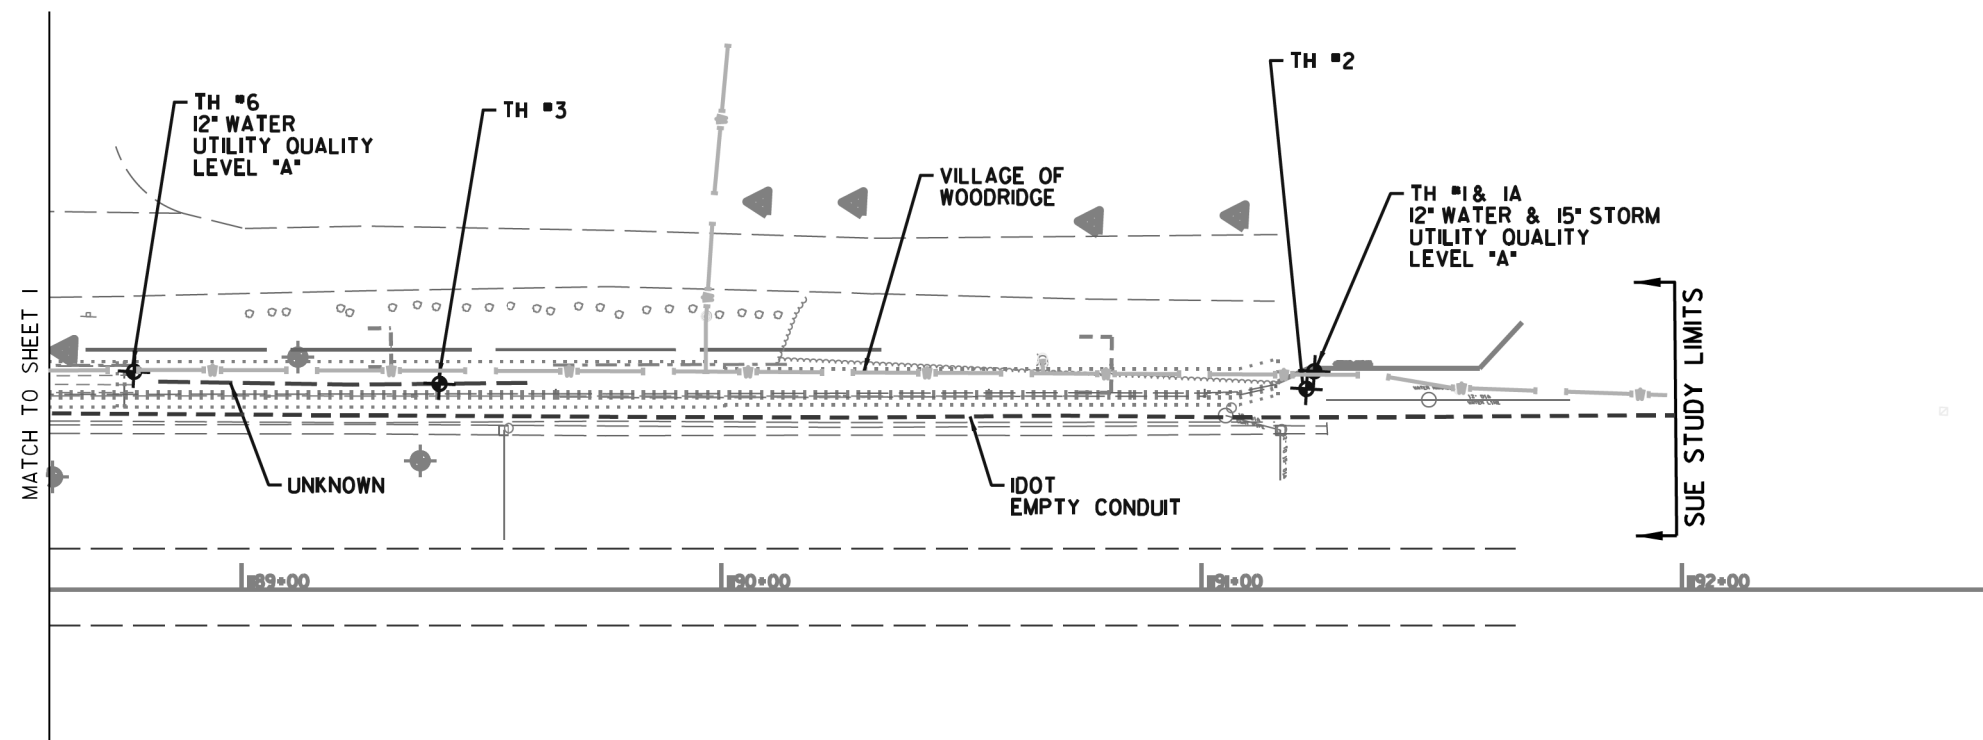 TH #2
TH #6
12" WATER
UTILITY QUALITY
LEVEL "A"
TH #3
VILLAGE OF
WOODRIDGE
TH #1 & 1A
12" WATER & 15" STORM
UTILITY QUALITY
LEVEL "A"
MATCH TO SHEET 1
SUE STUDY LIMITS
UNKNOWN
IDOT
EMPTY CONDUIT
89+00
90+00
91+00
92+00